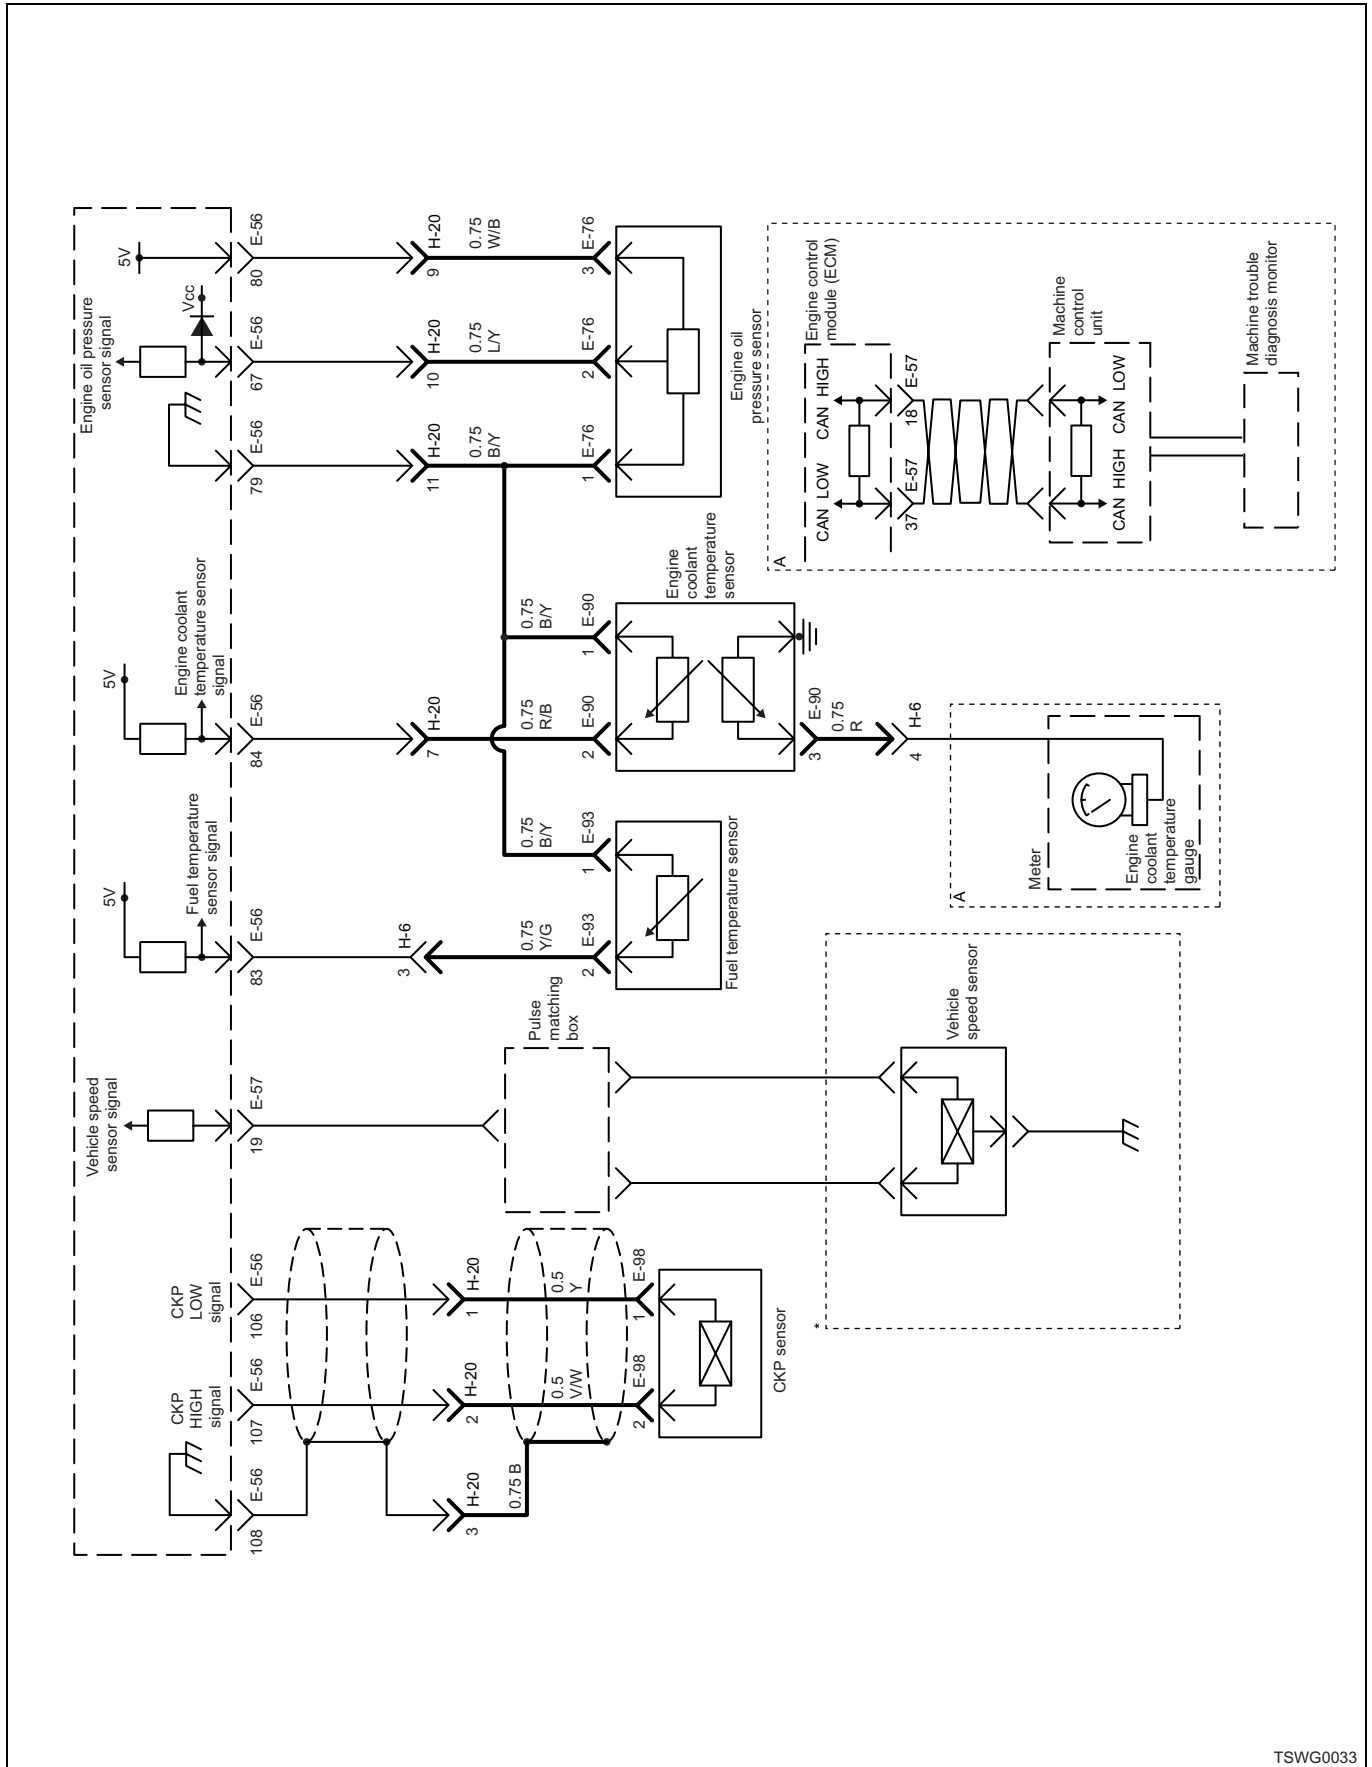 5V
Engine oil pressure
sensor signal
Vcc
E-56
80
E-56
67
E-56
79
H-20
9
0.75
W/B
E-76
3
H-20
10
0.75
L/Y
E-76
2
H-20
11
0.75
B/Y
E-76
1
Engine oil
pressure sensor
5V
Engine coolant
temperature sensor
signal
E-56
84
H-20
7
0.75
R/B
E-90
2
0.75
B/Y
E-90
1
Engine
coolant
temperature
sensor
E-90
3
0.75
R
H-6
4
A
Meter
Engine
coolant
temperature
gauge
5V
Fuel temperature
sensor signal
E-56
83
H-6
3
0.75
Y/G
E-93
2
0.75
B/Y
E-93
1
Fuel temperature sensor
Vehicle speed
sensor signal
E-57
19
Pulse
matching
box
Vehicle
speed sensor
*
CKP
LOW
signal
E-56
106
H-20
1
0.5
Y
E-98
1
CKP
HIGH
signal
E-56
107
H-20
2
0.5
V/W
E-98
2
E-56
108
H-20
3
0.75 B
CKP sensor
A
Engine control
module (ECM)
CAN LOW
CAN HIGH
E-57
18
E-57
37
Machine
control
unit
CAN HIGH
CAN LOW
Machine trouble
diagnosis monitor
TSWG0033